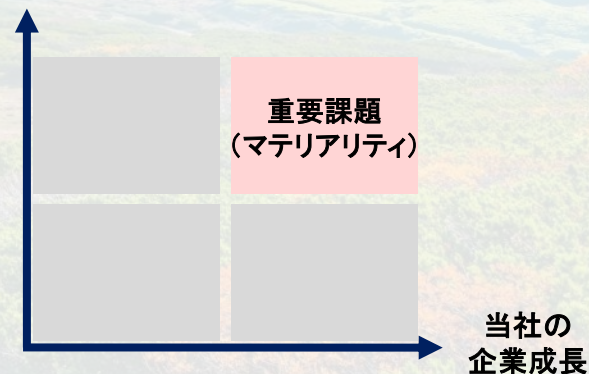 重要課題
（マテリアリティ）
当社の
企業成長